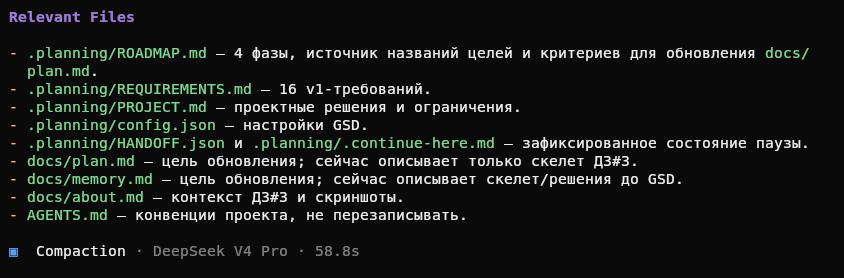 Relevant Files
- .planning/ROADMAP.md — 4 фазы, источник названий целей и критериев для обновления docs/
plan.md.
- .planning/REQUIREMENTS.md — 16 v1-требований.
- .planning/PROJECT.md — проектные решения и ограничения.
- .planning/config.json — настройки GSD.
- .planning/HANDOFF.json и .planning/.continue-here.md — зафиксированное состояние паузы.
- docs/plan.md — цель обновления; сейчас описывает только скелет ДЗ#3.
- docs/memory.md — цель обновления; сейчас описывает скелет/решения до GSD.
- docs/about.md — контекст ДЗ#3 и скриншоты.
- AGENTS.md — конвенции проекта, не перезаписывать.
▣ Compaction · DeepSeek V4 Pro · 58.8s